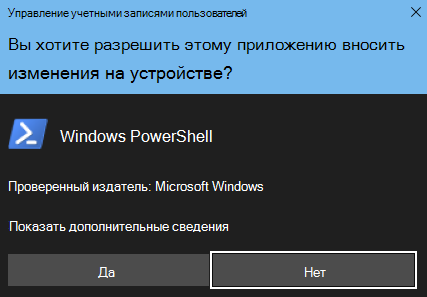 Управление учетными записями пользователей
Вы хотите разрешить этому приложению вносить
изменения на устройстве?
Windows PowerShell
Проверенный издатель: Microsoft Windows
Показать дополнительные сведения
Да
Нет